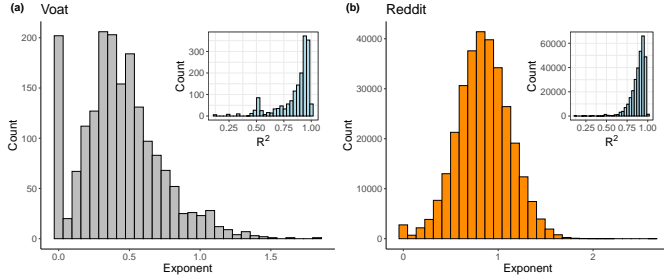 (a) Voat
200
150
100
50
0
Count
0.0 0.5 1.0 1.5
Exponent
300
200
100
0
Count
0.25 0.50 0.75 1.00
R²
(b) Reddit
40000
30000
20000
10000
0
Count
0 1 2
Exponent
60000
40000
20000
0
Count
0.25 0.50 0.75 1.00
R²